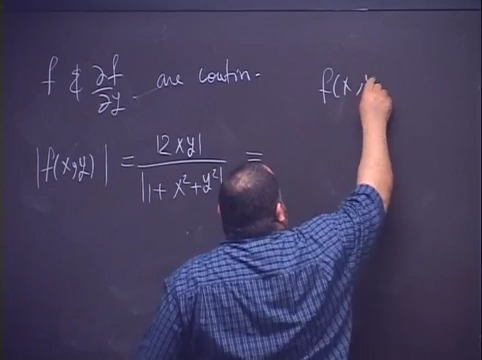 f & ∂f/∂y are contin.
f(x,y
|f(x,y)| = |2xy| / |1 + x² + y²| =